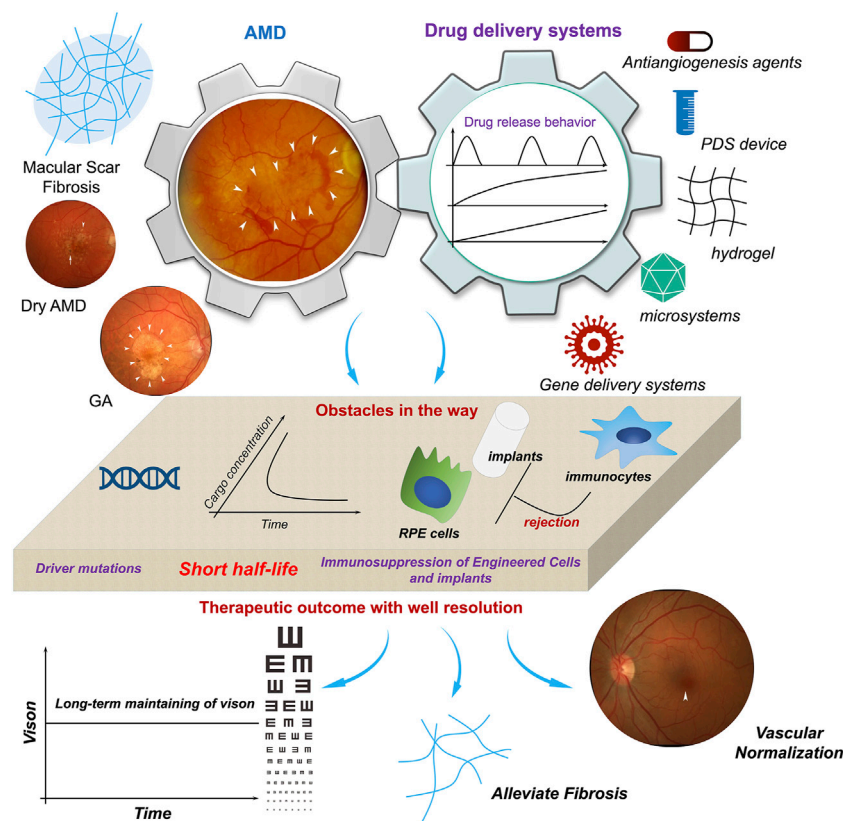 AMD
Drug delivery systems
Macular Scar
Fibrosis
Dry AMD
GA
Drug release behavior
Antiangiogenesis agents
PDS device
hydrogel
microsystems
Gene delivery systems
Obstacles in the way
Cargo concentration
Time
RPE cells
implants
immunocytes
rejection
Driver mutations
Short half-life
Immunosuppression of Engineered Cells
and implants
Therapeutic outcome with well resolution
Vison
Long-term maintaining of vison
Time
Alleviate Fibrosis
Vascular
Normalization